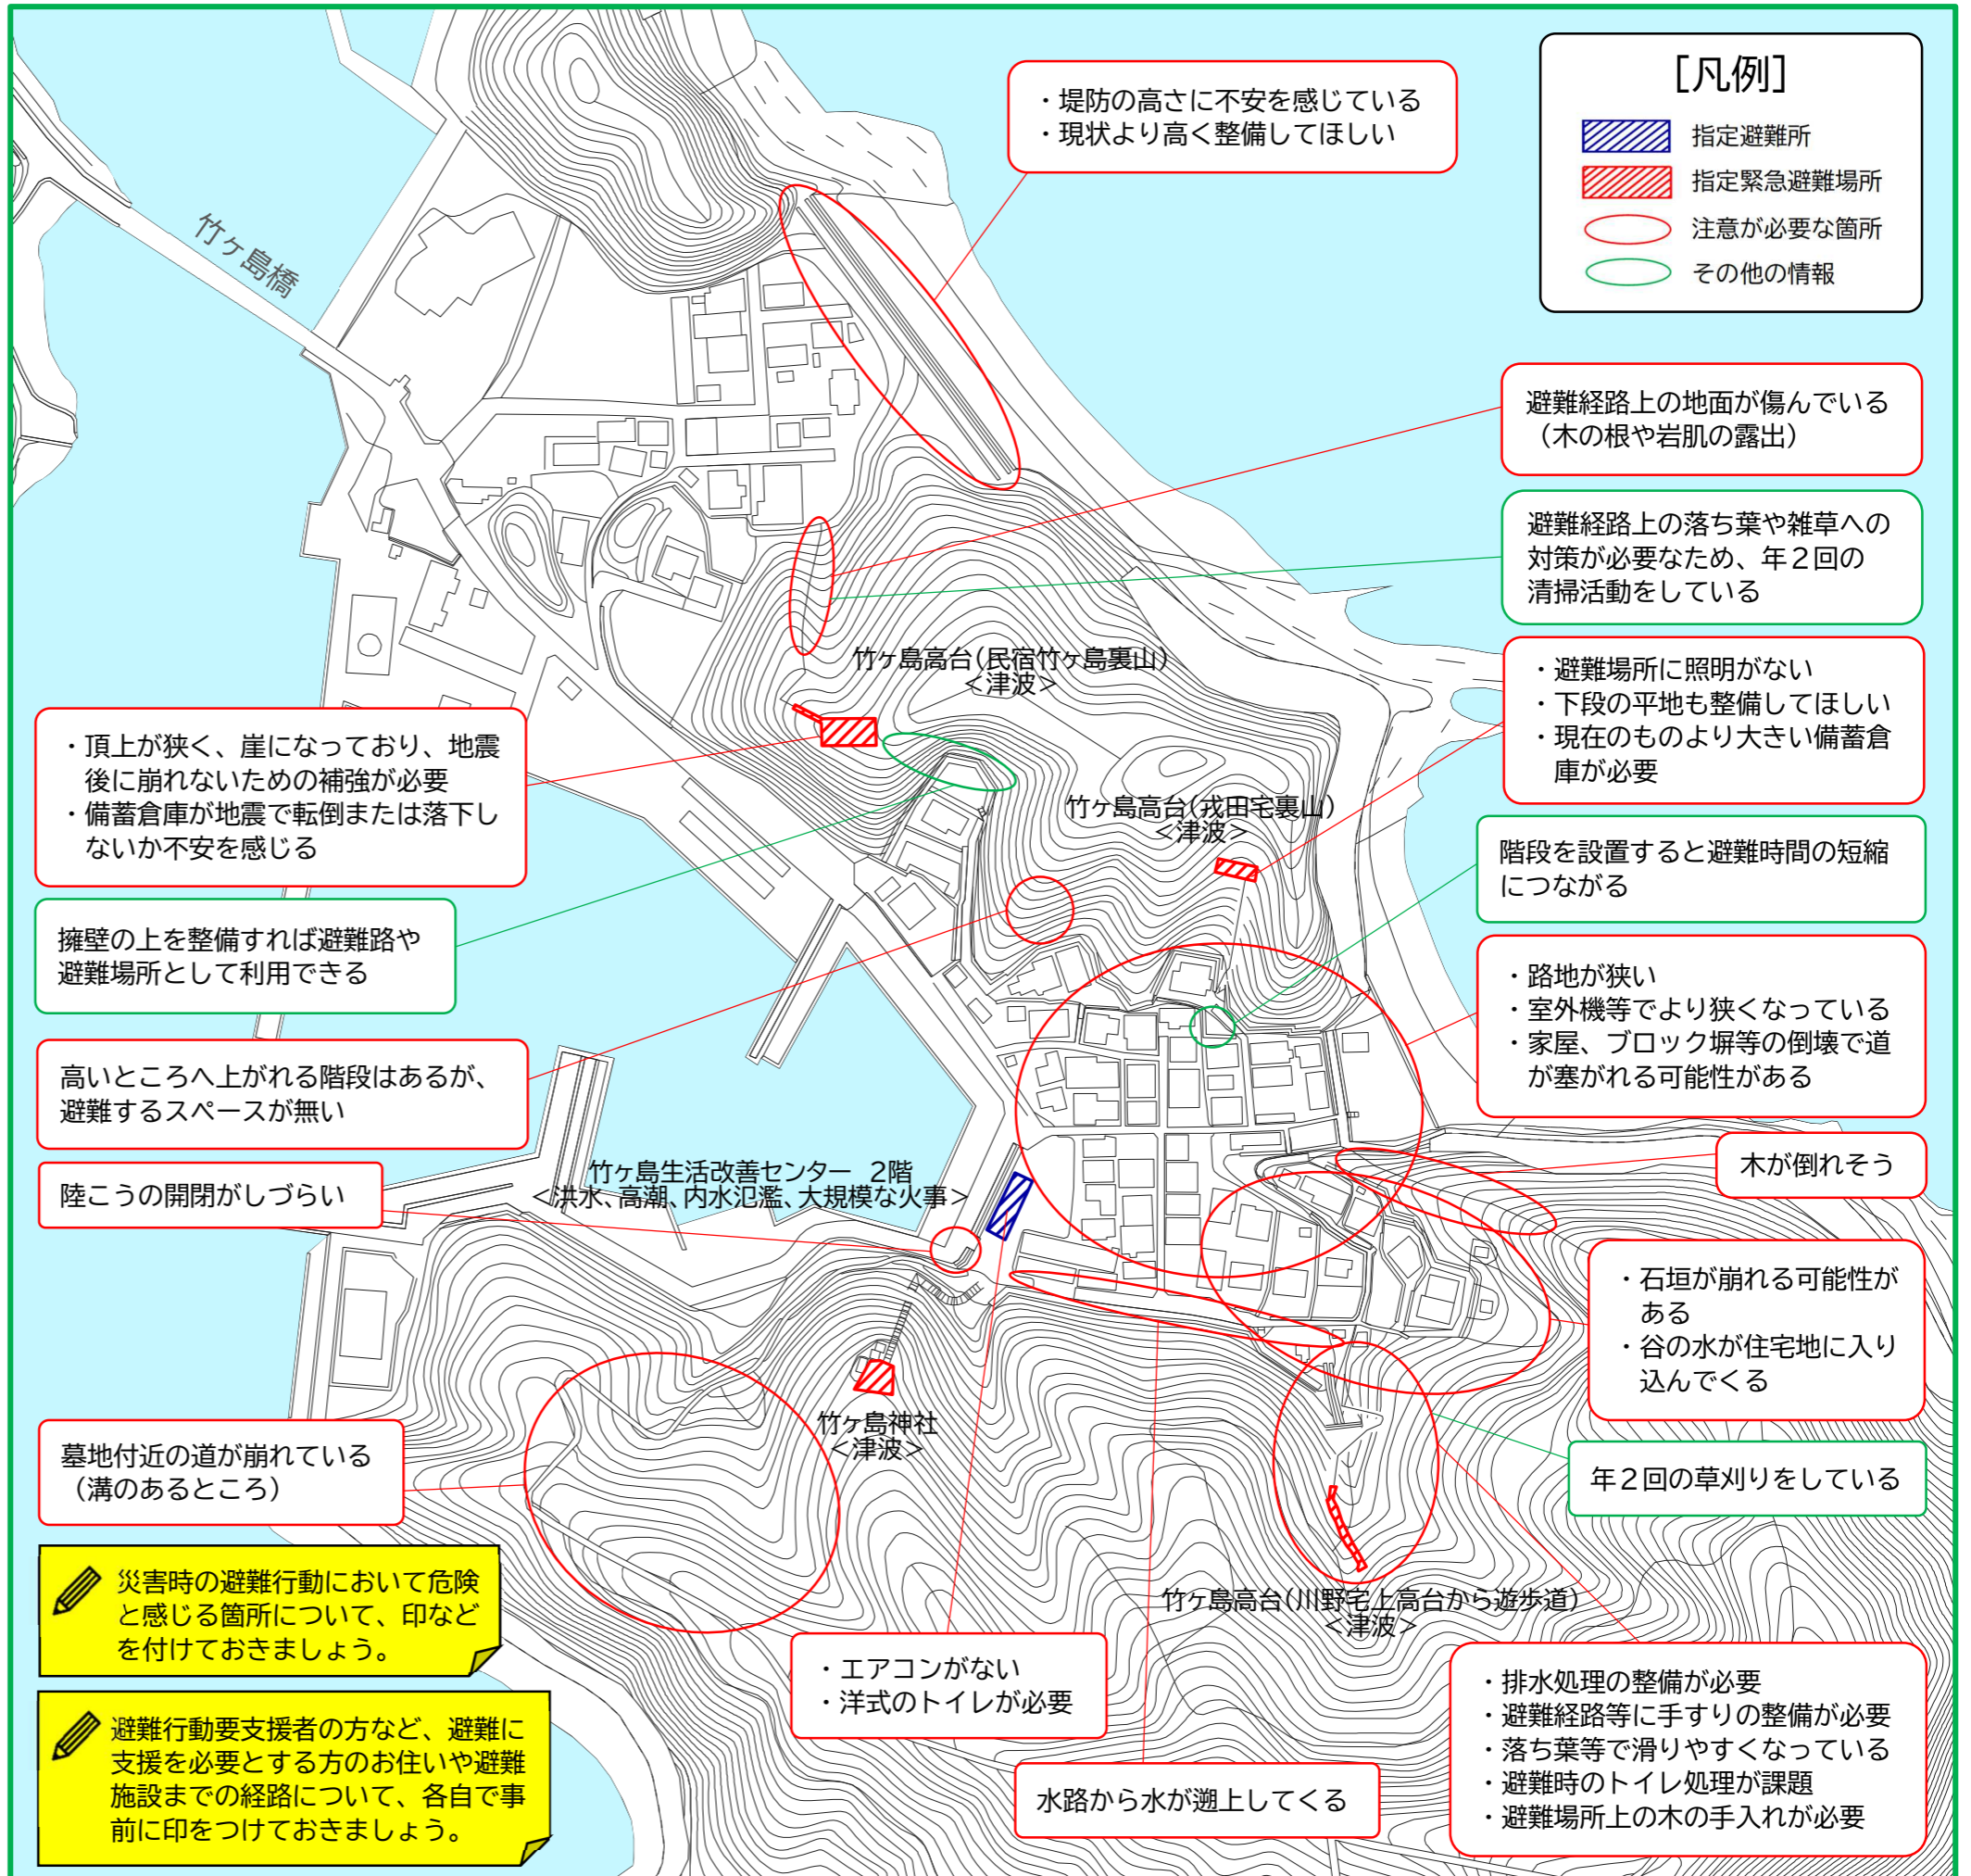 [凡例]
指定避難所
指定緊急避難場所
注意が必要な箇所
その他の情報
・堤防の高さに不安を感じている
・現状より高く整備してほしい
竹ヶ島橋
避難経路上の地面が傷んでいる
（木の根や岩肌の露出）
避難経路上の落ち葉や雑草への
対策が必要なため、年２回の
清掃活動をしている
竹ヶ島高台(民宿竹ヶ島裏山)
<津波>
・避難場所に照明がない
・下段の平地も整備してほしい
・現在のものより大きい備蓄倉
庫が必要
・頂上が狭く、崖になっており、地震
後に崩れないための補強が必要
・備蓄倉庫が地震で転倒または落下し
ないか不安を感じる
竹ヶ島高台(戎田宅裏山)
<津波>
階段を設置すると避難時間の短縮
につながる
擁壁の上を整備すれば避難路や
避難場所として利用できる
・路地が狭い
・室外機等でより狭くなっている
・家屋、ブロック塀等の倒壊で道
が塞がれる可能性がある
高いところへ上がれる階段はあるが、
避難するスペースが無い
木が倒れそう
陸こうの開閉がしづらい
竹ヶ島生活改善センター　2階
<洪水、高潮、内水氾濫、大規模な火事>
・石垣が崩れる可能性が
ある
・谷の水が住宅地に入り
込んでくる
竹ヶ島神社
<津波>
墓地付近の道が崩れている
（溝のあるところ）
年２回の草刈りをしている
災害時の避難行動において危険
と感じる箇所について、印など
を付けておきましょう。
竹ヶ島高台(川野宅上高台から遊歩道)
<津波>
・エアコンがない
・洋式のトイレが必要
・排水処理の整備が必要
・避難経路等に手すりの整備が必要
・落ち葉等で滑りやすくなっている
・避難時のトイレ処理が課題
・避難場所上の木の手入れが必要
避難行動要支援者の方など、避難に
支援を必要とする方のお住いや避難
施設までの経路について、各自で事
前に印をつけておきましょう。
水路から水が遡上してくる